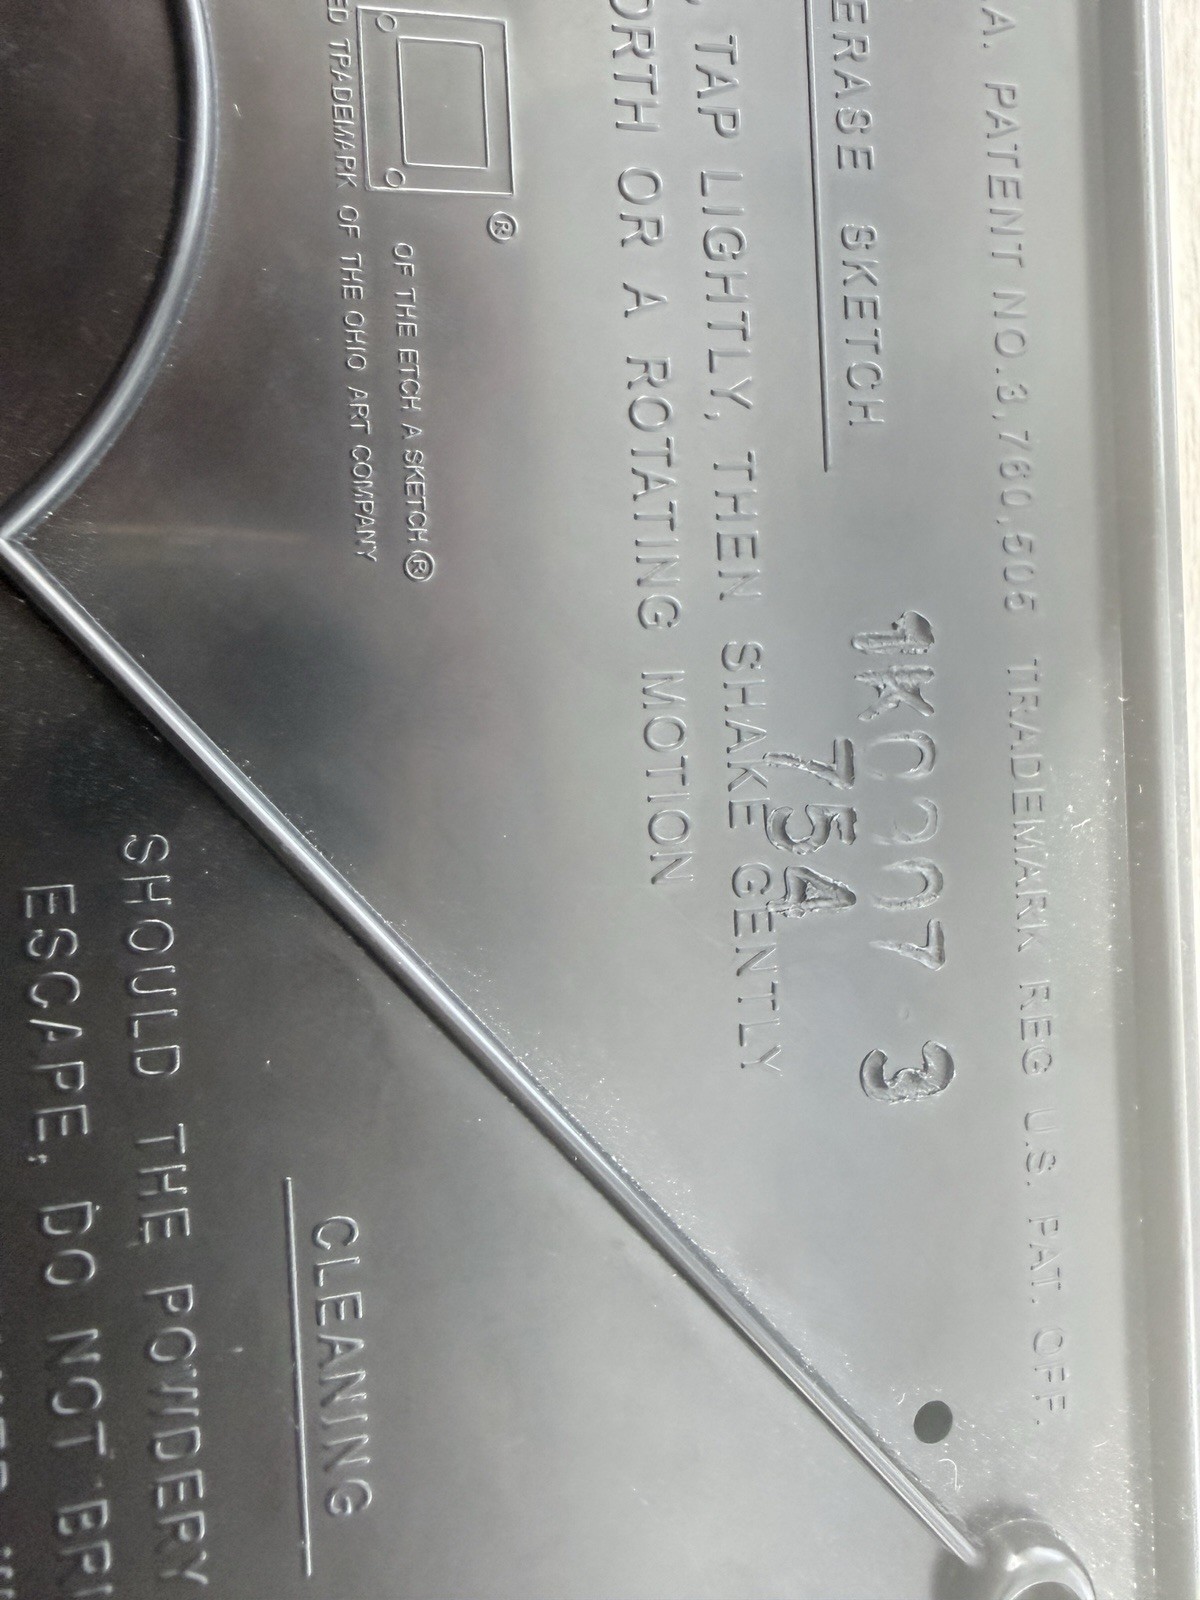 .A. PATENT NO.3,760,505 TRADEMARK REG U.S. PAT. OFF.
ERASE SKETCH
, TAP LIGHTLY, THEN SHAKE GENTLY
ORTH OR A ROTATING MOTION
754
®
OF THE ETCH A SKETCH ®
ED TRADEMARK OF THE OHIO ART COMPANY
CLEANING
SHOULD THE POWDERY
ESCAPE, DO NOT BRI